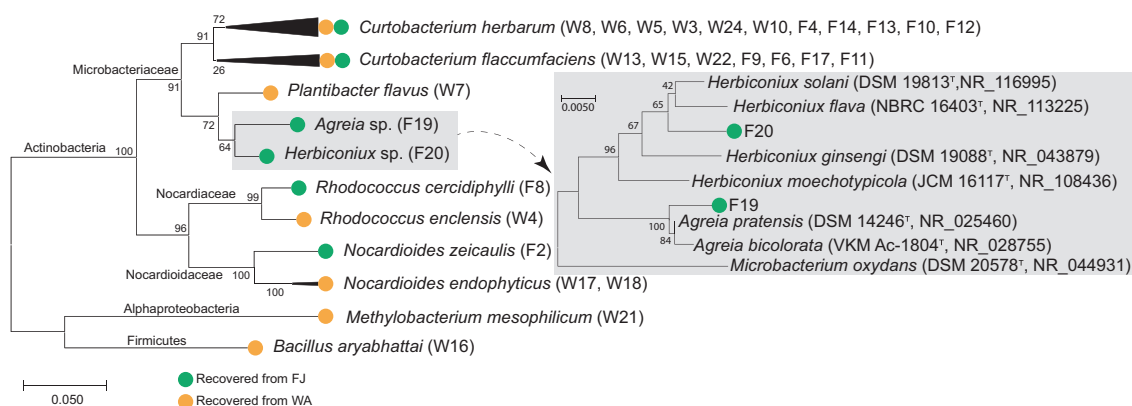 72
91
Curtobacterium herbarum (W8, W6, W5, W3, W24, W10, F4, F14, F13, F10, F12)
26
Curtobacterium flaccumfaciens (W13, W15, W22, F9, F6, F17, F11)
Microbacteriaceae
91
Plantibacter flavus (W7)
72
Agreia sp. (F19)
64
Herbiconiux sp. (F20)
Actinobacteria
100
Nocardiaceae
99
Rhodococcus cercidiphylli (F8)
Rhodococcus enclensis (W4)
96
Nocardioides zeicaulis (F2)
Nocardioidaceae
100
100
Nocardioides endophyticus (W17, W18)
Alphaproteobacteria
Methylobacterium mesophilicum (W21)
Firmicutes
Bacillus aryabhattai (W16)
0.050
Recovered from FJ
Recovered from WA
0.0050
42
Herbiconiux solani (DSM 19813ᵀ,NR_116995)
65
Herbiconiux flava (NBRC 16403ᵀ, NR_113225)
67
F20
96
Herbiconiux ginsengi (DSM 19088ᵀ, NR_043879)
Herbiconiux moechotypicola (JCM 16117ᵀ, NR_108436)
F19
100
Agreia pratensis (DSM 14246ᵀ, NR_025460)
84
Agreia bicolorata (VKM Ac-1804ᵀ, NR_028755)
Microbacterium oxydans (DSM 20578ᵀ, NR_044931)